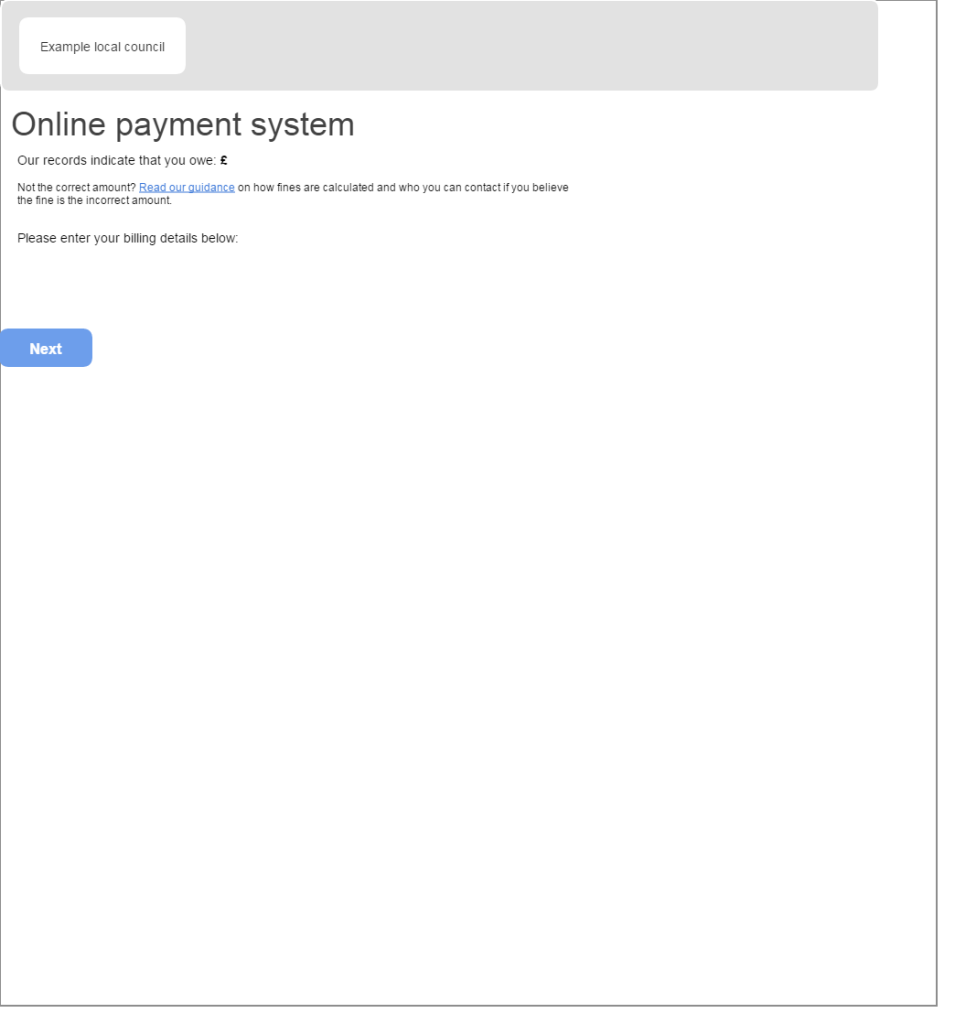 Example local council
Online payment system
Our records indicate that you owe: £
Not the correct amount? Read our guidance on how fines are calculated and who you can contact if you believe
the fine is the incorrect amount.
Please enter your billing details below:
Next